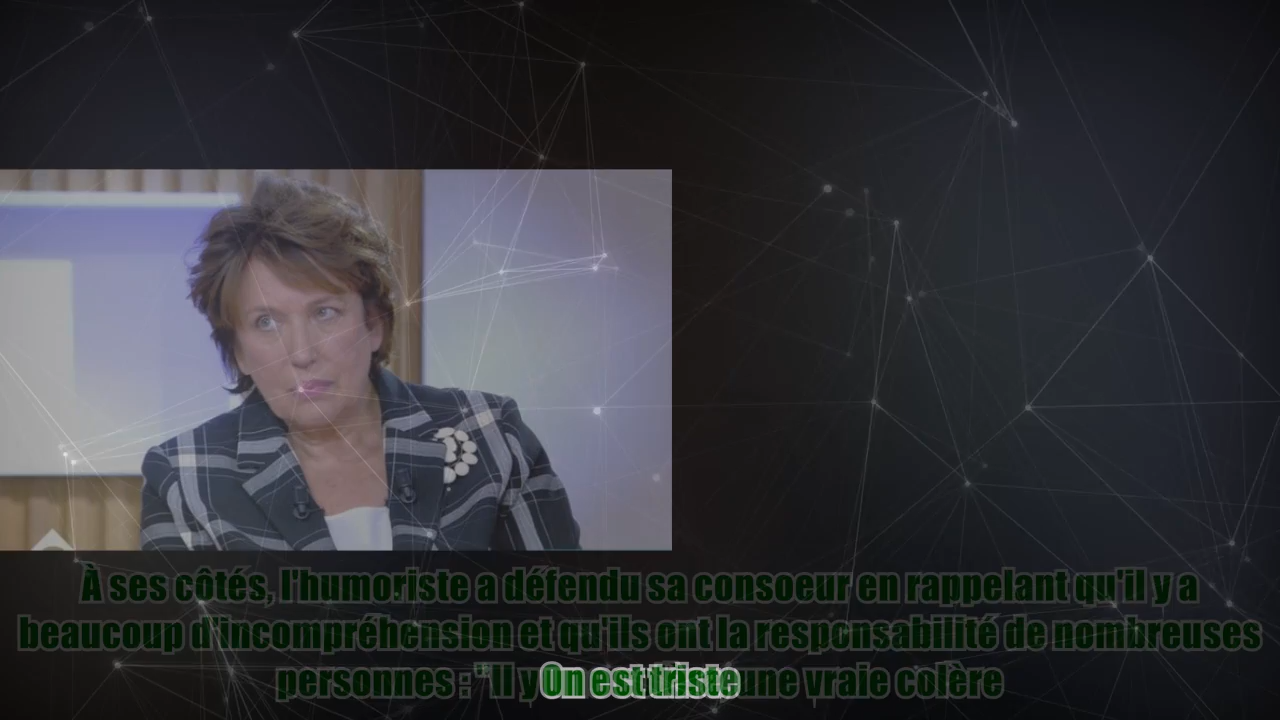 À ses côtés, l'humoriste a défendu sa consoeur en rappelant qu'il y a
beaucoup d'incompréhension et qu'ils ont la responsabilité de nombreuses
personnes : "Il y une vraie colère
On est triste